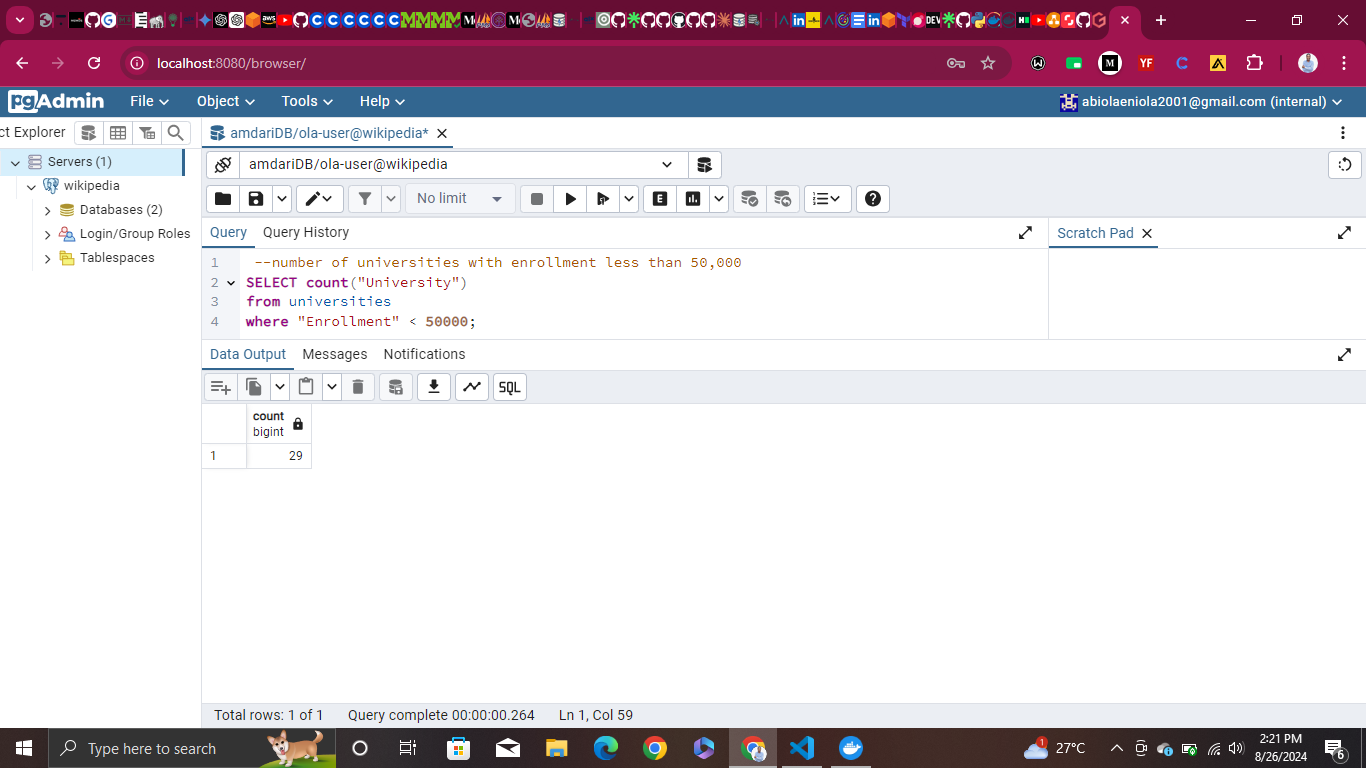 localhost:8080/browser/
pgAdmin File Object Tools Help abiolaeniola2001@gmail.com (internal)
ct Explorer
amdariDB/ola-user@wikipedia*
Servers (1)
wikipedia
Databases (2)
Login/Group Roles
Tablespaces
amdariDB/ola-user@wikipedia
No limit
E
Query Query History
Scratch Pad
1 --number of universities with enrollment less than 50,000
2 SELECT count("University")
3 from universities
4 where "Enrollment" < 50000;
Data Output Messages Notifications
SQL
count
bigint
1 29
Total rows: 1 of 1 Query complete 00:00:00.264 Ln 1, Col 59
Type here to search
1
27°C
2:21 PM
8/26/2024
6